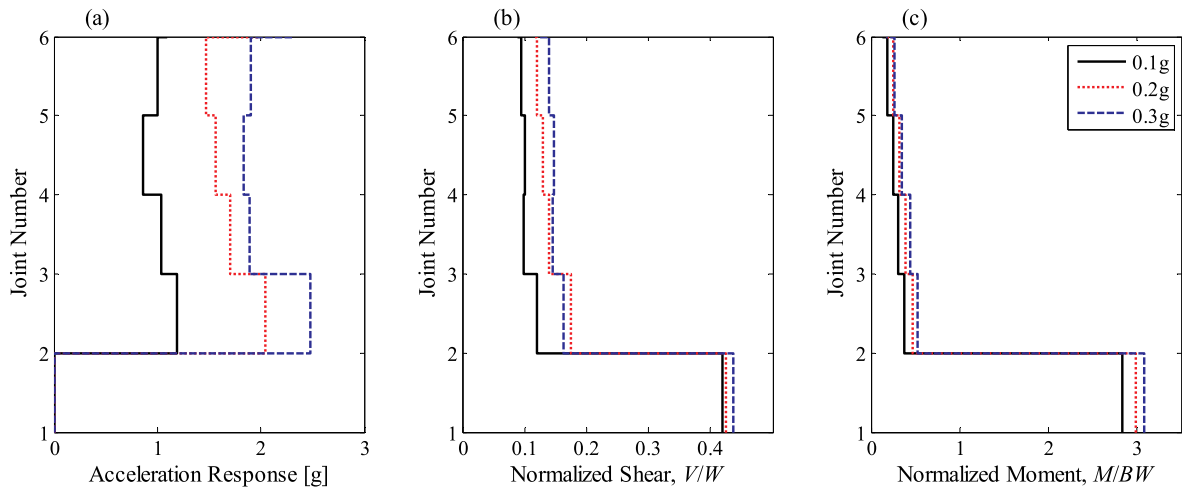 (a)
6
5
4
3
2
1
Joint Number
0
1
2
3
Acceleration Response [g]
(b)
6
5
4
3
2
1
Joint Number
0
0.1
0.2
0.3
0.4
Normalized Shear, V/W
(c)
6
5
4
3
2
1
Joint Number
0
1
2
3
Normalized Moment, M/BW
0.1g
0.2g
0.3g